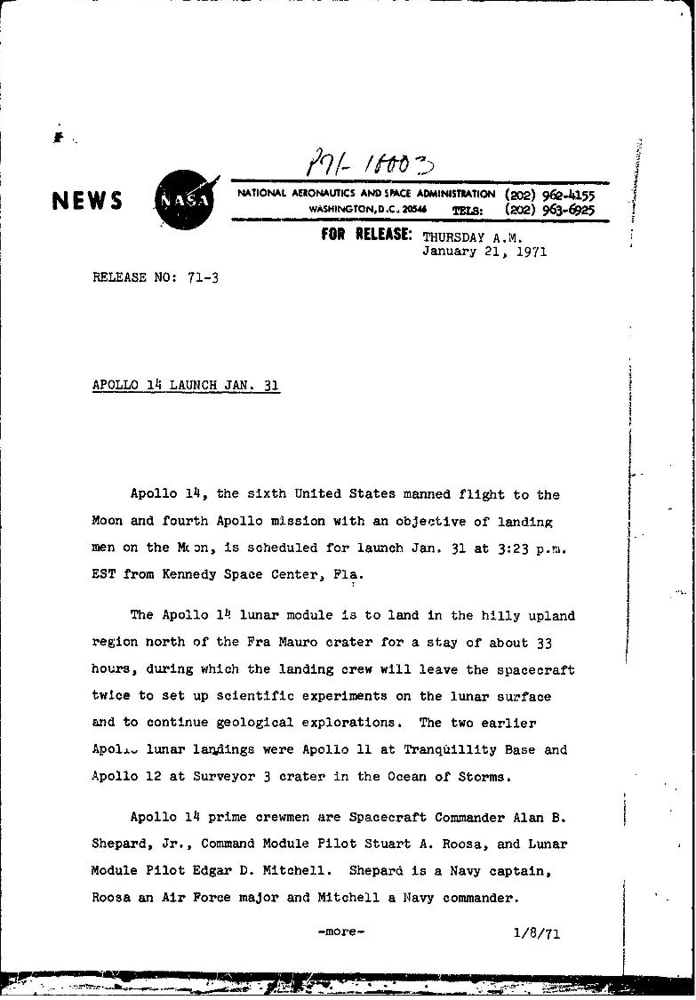 P71-10003
NEWS
NASA
NATIONAL AERONAUTICS AND SPACE ADMINISTRATION (202) 962-4155
WASHINGTON, D.C. 20546 TELS: (202) 963-6925
FOR RELEASE: THURSDAY A.M.
January 21, 1971
RELEASE NO: 71-3
APOLLO 14 LAUNCH JAN. 31
Apollo 14, the sixth United States manned flight to the
Moon and fourth Apollo mission with an objective of landing
men on the Moon, is scheduled for launch Jan. 31 at 3:23 p.m.
EST from Kennedy Space Center, Fla.
The Apollo 14 lunar module is to land in the hilly upland
region north of the Fra Mauro crater for a stay of about 33
hours, during which the landing crew will leave the spacecraft
twice to set up scientific experiments on the lunar surface
and to continue geological explorations. The two earlier
Apollo lunar landings were Apollo 11 at Tranquillity Base and
Apollo 12 at Surveyor 3 crater in the Ocean of Storms.
Apollo 14 prime crewmen are Spacecraft Commander Alan B.
Shepard, Jr., Command Module Pilot Stuart A. Roosa, and Lunar
Module Pilot Edgar D. Mitchell. Shepard is a Navy captain,
Roosa an Air Force major and Mitchell a Navy commander.
-more- 1/8/71